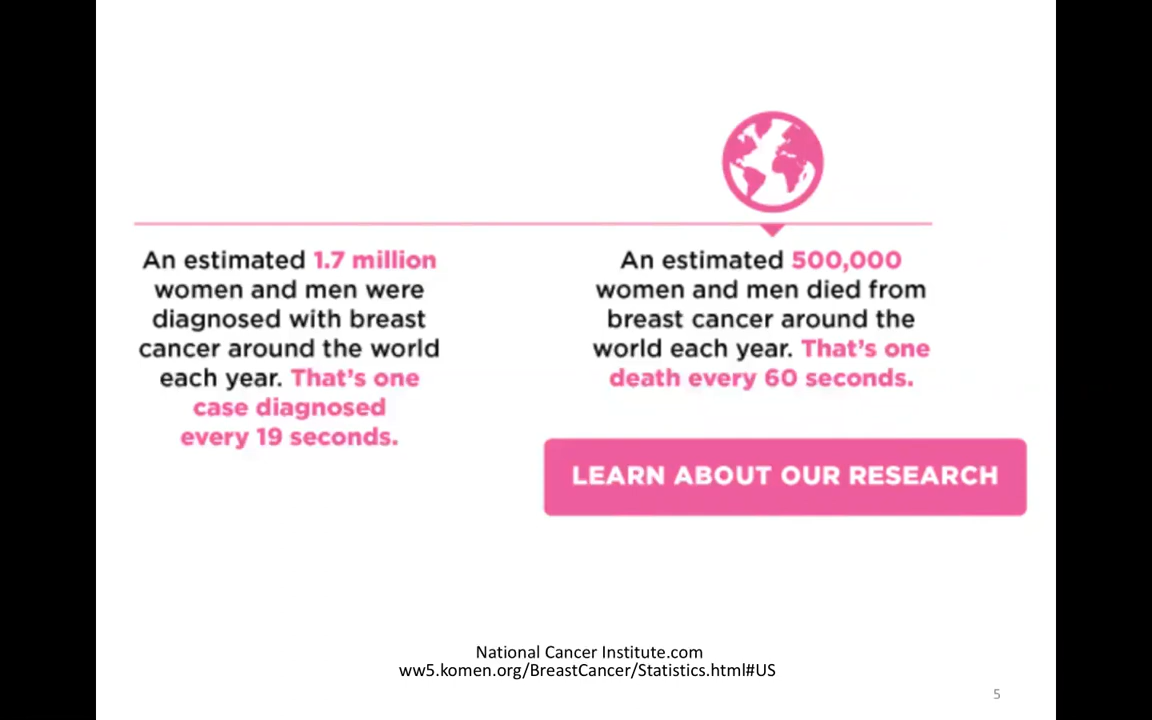 An estimated 1.7 million
women and men were
diagnosed with breast
cancer around the world
each year. That's one
case diagnosed
every 19 seconds.
An estimated 500,000
women and men died from
breast cancer around the
world each year. That's one
death every 60 seconds.
LEARN ABOUT OUR RESEARCH
National Cancer Institute.com
ww5.komen.org/BreastCancer/Statistics.html#US
5